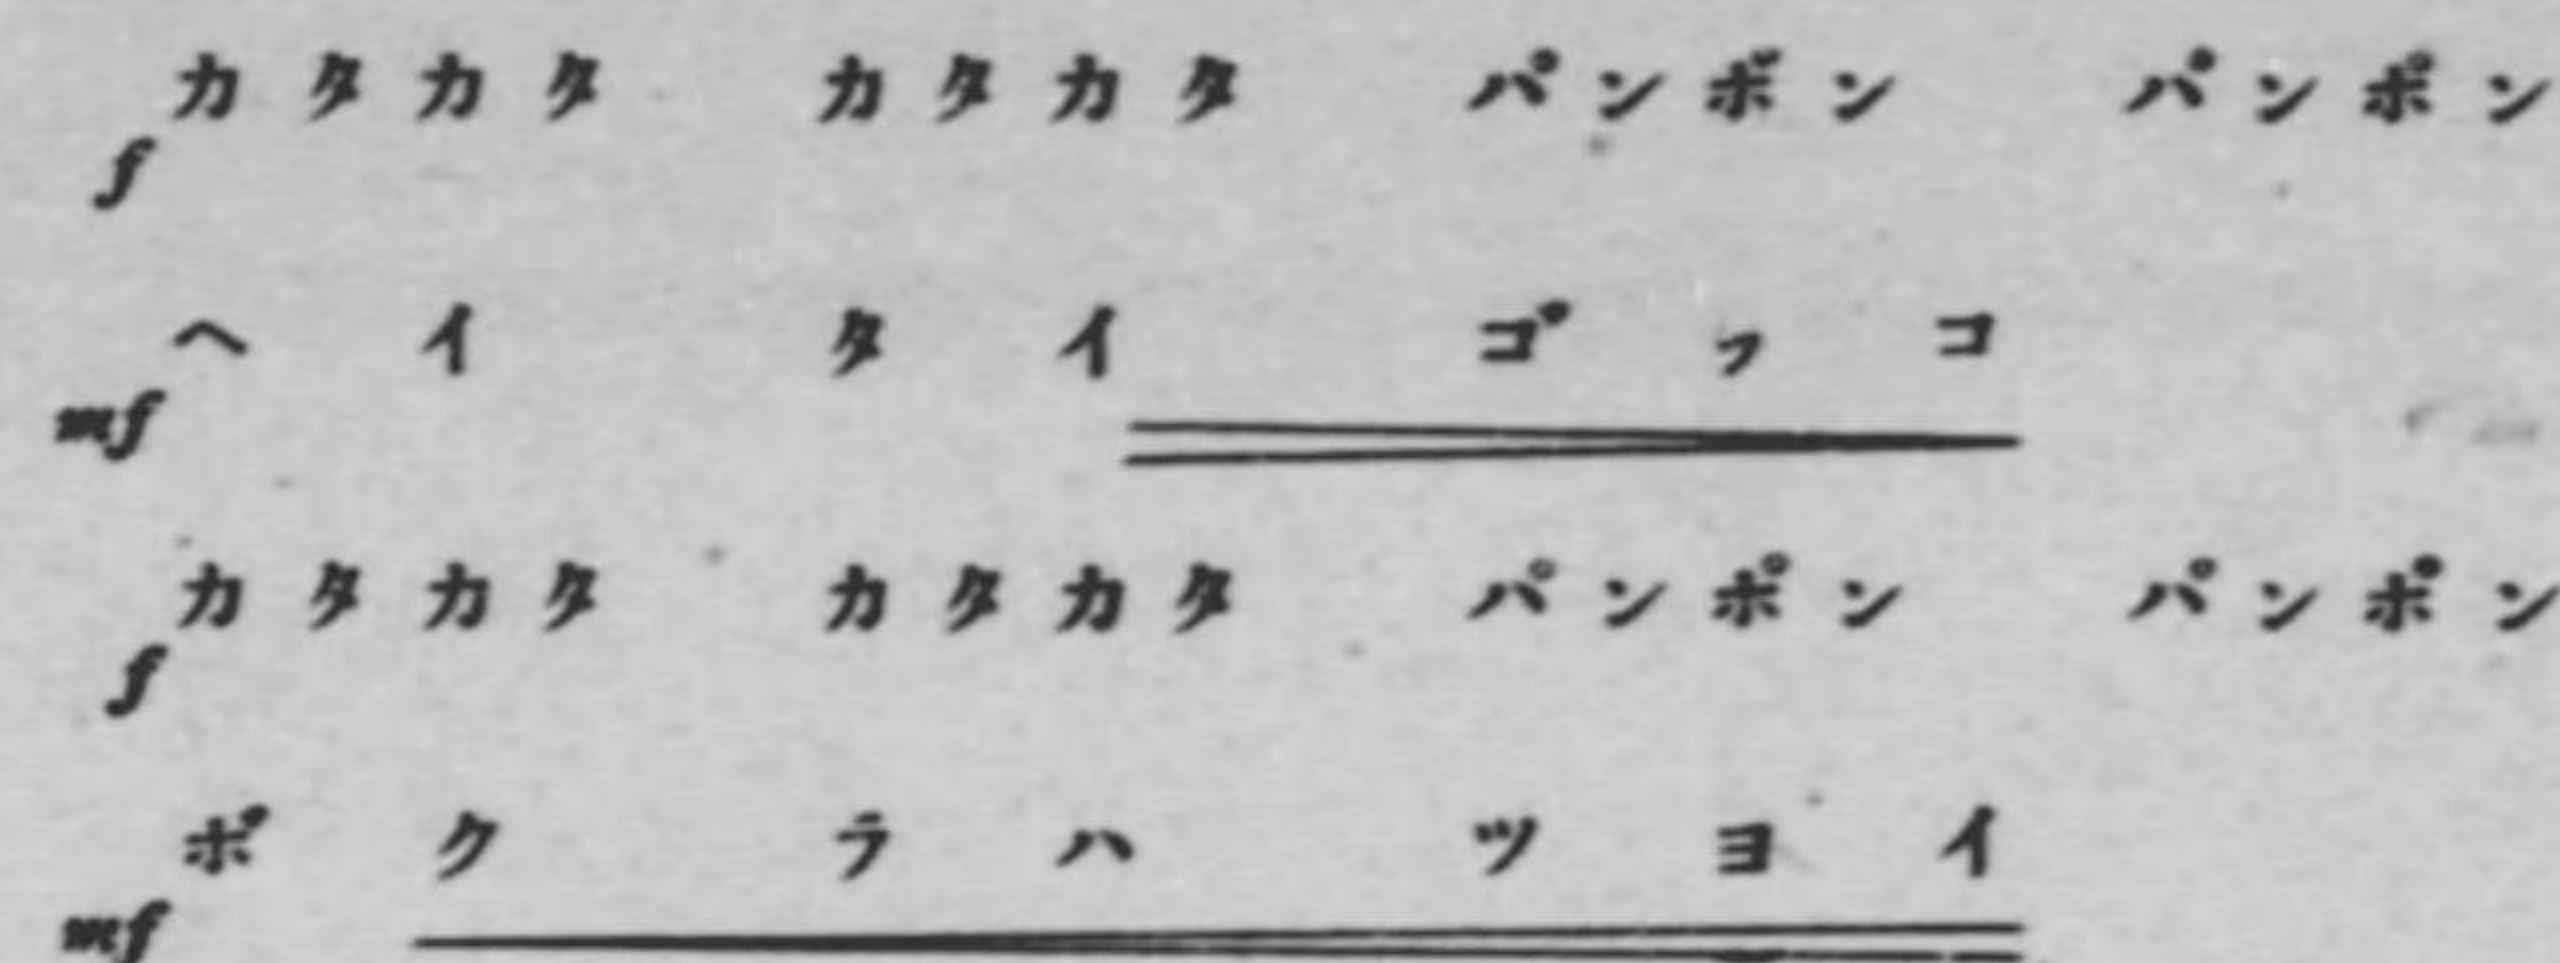 カタカタ カタカタ パンポン パンポン
f
ヘイ タイ ゴッコ
mf
カタカタ カタカタ パンポン パンポン
f
ボク ラハ ツヨイ
mf